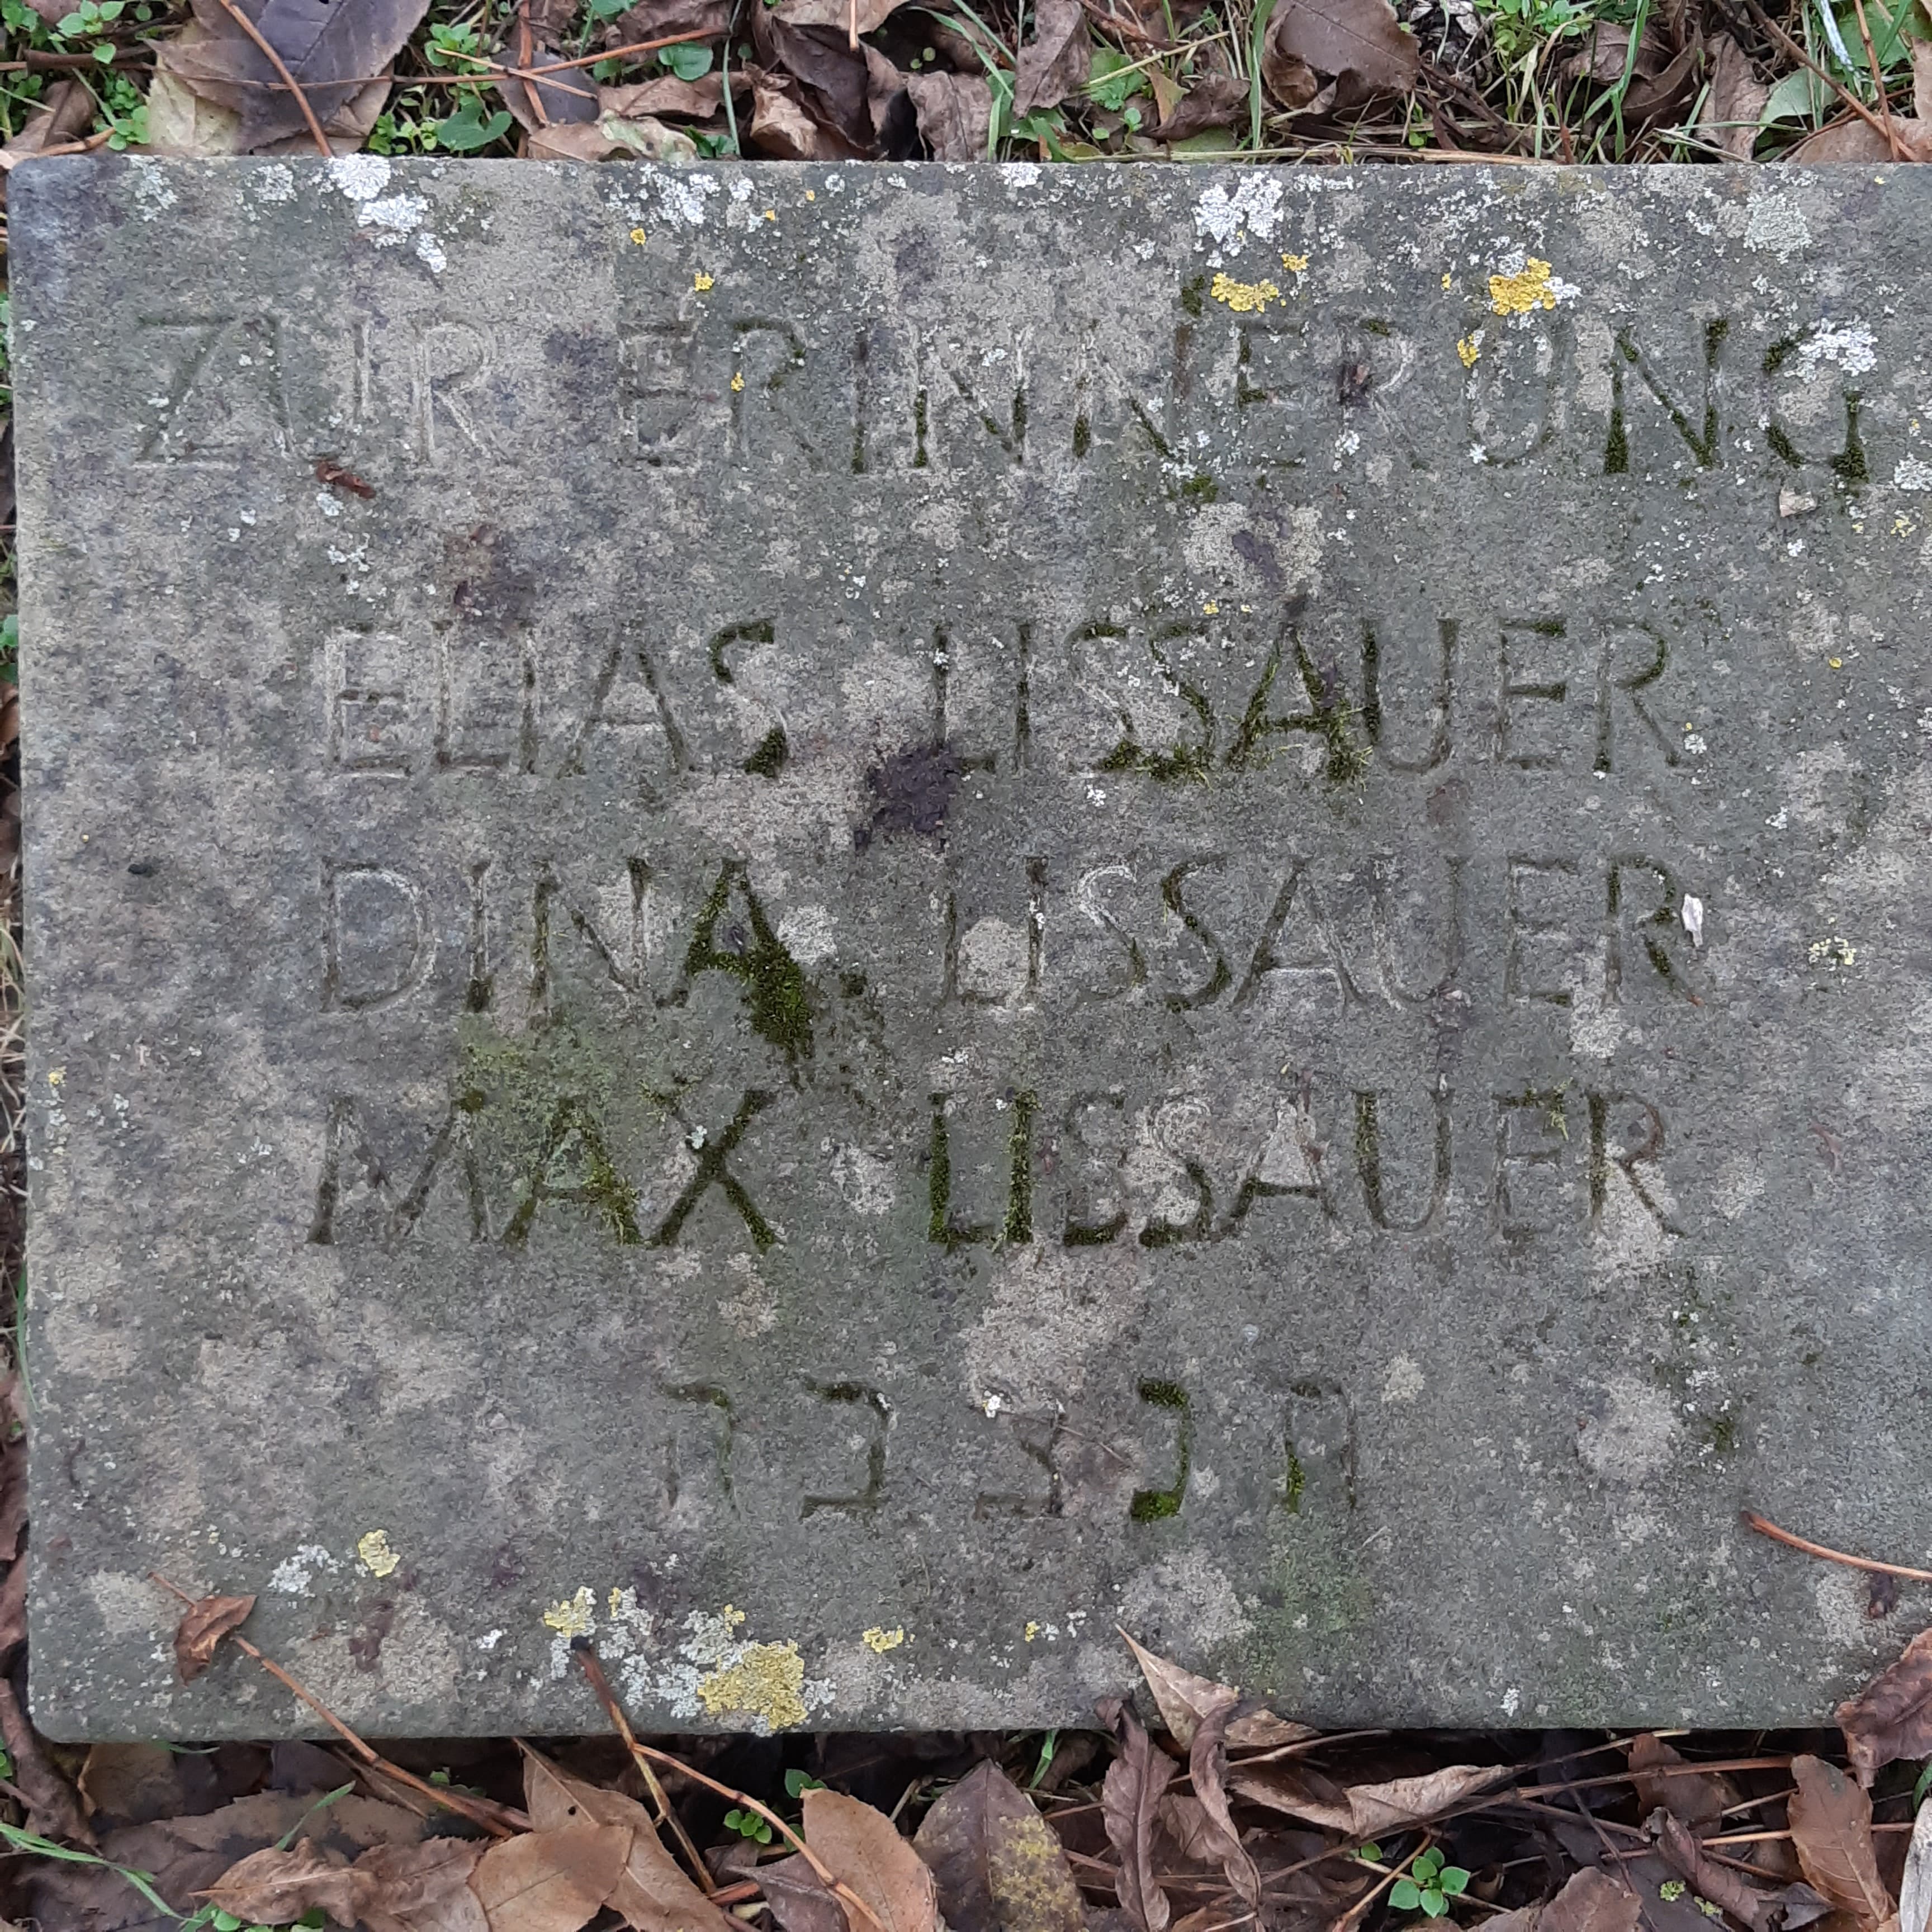 ZUR ERINNERUNG
ELIAS LISSAUER
DINA LISSAUER
MAX LISSAUER
תנצבה